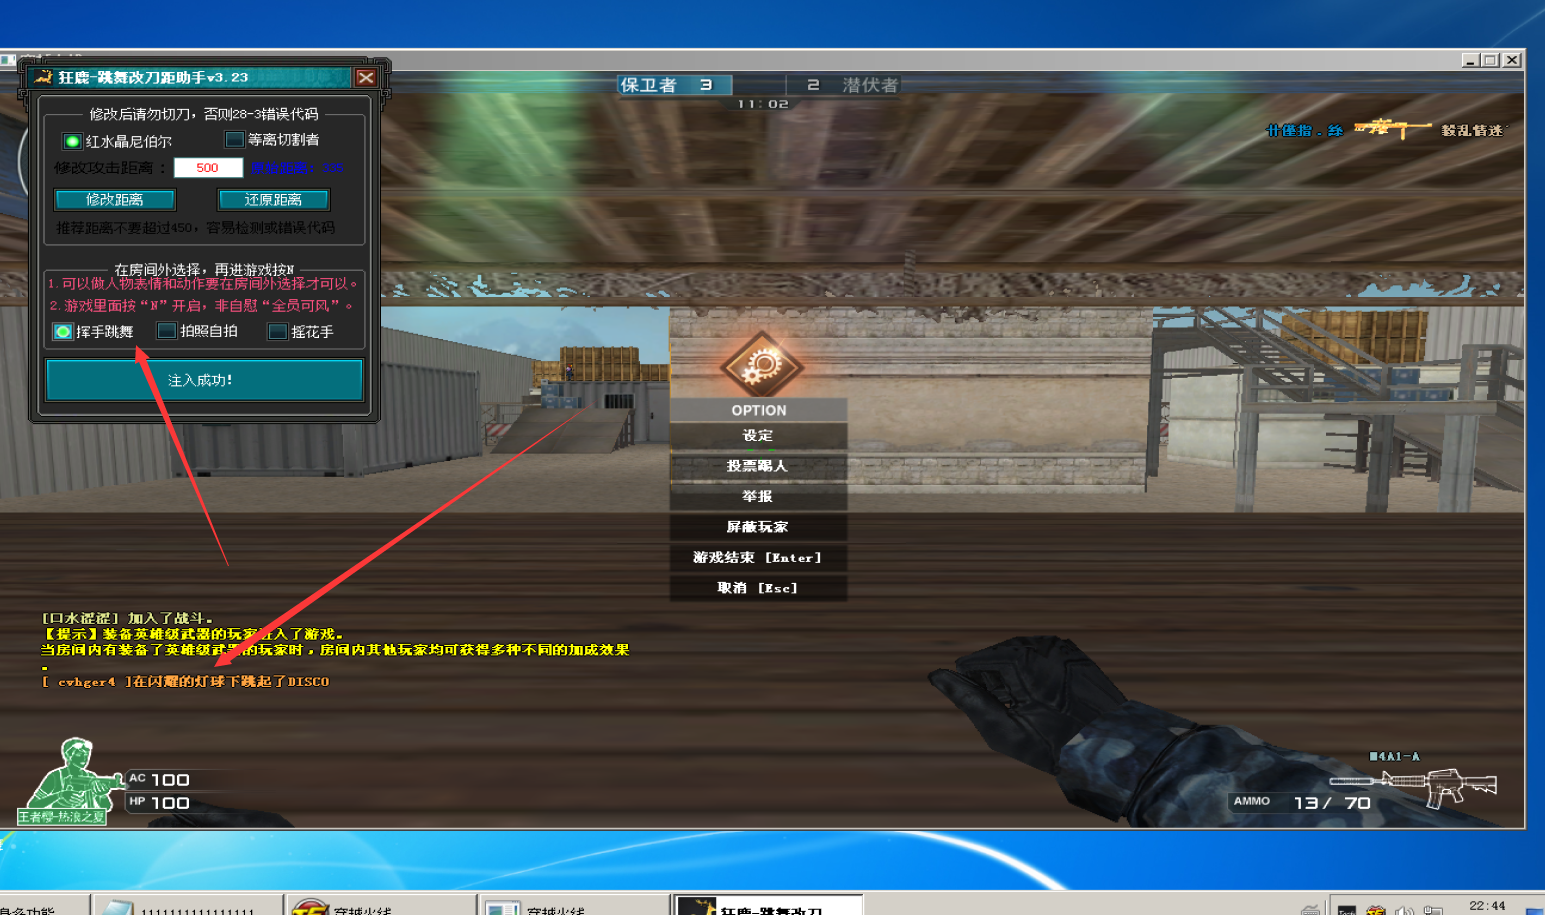 狂鹿-跳舞改刀距助手v3.23
修改后请勿切刀，否则28-3错误代码
红水晶尼伯尔
等离切割者
修改攻击距离：
500
原始距离：335
修改距离
还原距离
推荐距离不要超过450，容易检测或错误代码
在房间外选择，再进游戏按N
1.可以做人物表情和动作要在房间外选择才可以。
2.游戏里面按“N”开启，非自慰“全员可风”。
挥手跳舞
拍照自拍
摇花手
注入成功!
保卫者 3
2 潜伏者
11:02
毅乱情迷
OPTION
设定
投票踢人
举报
屏蔽玩家
游戏结束 [Enter]
取消 [Esc]
[口水涩涩] 加入了战斗。
【提示】装备英雄级武器的玩家进入了游戏。
当房间内有装备了英雄级武器的玩家时，房间内其他玩家均可获得多种不同的加成效果
。
[ cvhger4 ]在闪耀的灯球下跳起了DISCO
AC 100
HP 100
王者樱-热浪之夏
M4A1-A
AMMO 13/ 70
11111111111111111
穿越火线
穿越火线
狂鹿-跳舞改刀
22:44